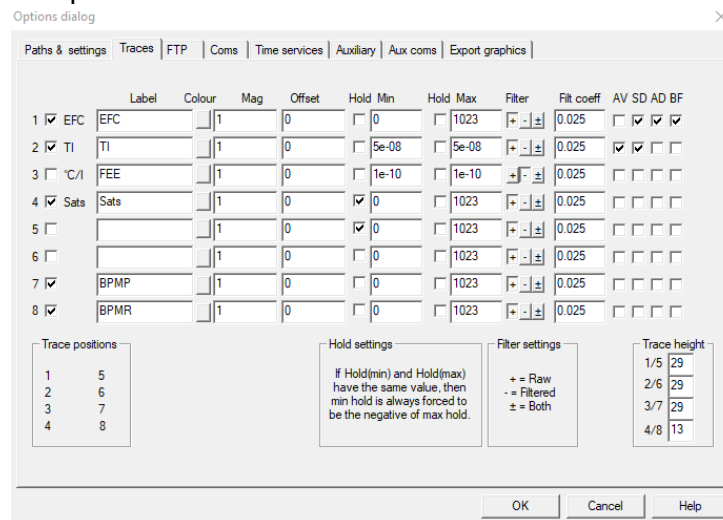 Options dialog
Paths & settings Traces FTP Coms Time services Auxiliary Aux coms Export graphics
Label Colour Mag Offset Hold Min Hold Max Filter Filt coeff AV SD AD BF
1 EFC EFC 1 0 0 1023 + - ± 0.025
2 TI TI 1 0 5e-08 5e-08 + - ± 0.025
3 °C/I FEE 1 0 1e-10 1e-10 + - ± 0.025
4 Sats Sats 1 0 0 1023 + - ± 0.025
5 1 0 0 1023 + - ± 0.025
6 1 0 0 1023 + - ± 0.025
7 BPMP 1 0 0 1023 + - ± 0.025
8 BPMR 1 0 0 1023 + - ± 0.025
Trace positions
1 5
2 6
3 7
4 8
Hold settings
If Hold(min) and Hold(max)
have the same value, then
min hold is always forced to
be the negative of max hold.
Filter settings
+ = Raw
- = Filtered
± = Both
Trace height
1/5 29
2/6 29
3/7 29
4/8 13
OK Cancel Help